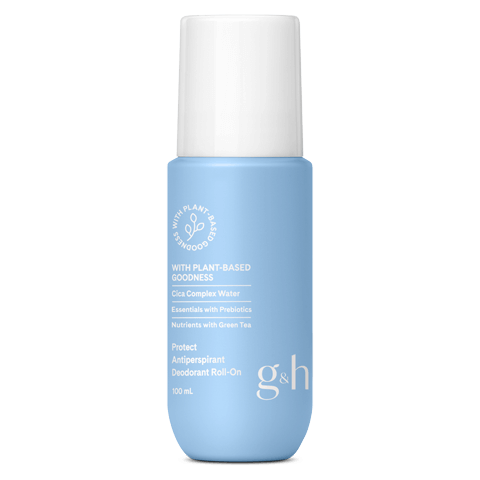 WITH PLANT-BASED GOODNESS
WITH PLANT-BASED
GOODNESS
Cica Complex Water
Essentials with Prebiotics
Nutrients with Green Tea
Protect
Antiperspirant
Deodorant Roll-On
100 mL
g&h